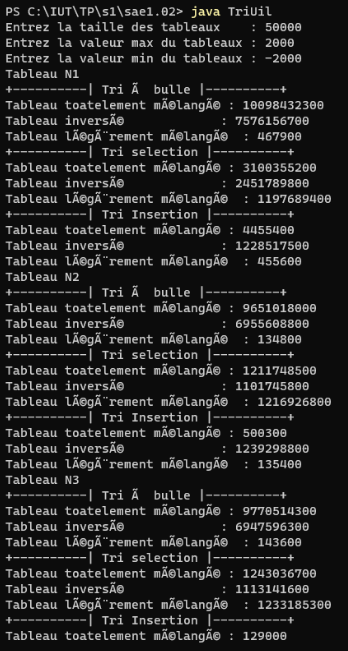 PS C:\IUT\TP\s1\sae1.02> java TriUil
Entrez la taille des tableaux    : 50000
Entrez la valeur max du tableaux : 2000
Entrez la valeur min du tableaux : -2000
Tableau N1
+----------| Tri Ã  bulle |----------+
Tableau toatelement mÃ©langÃ© : 10098432300
Tableau inversÃ©             : 7576156700
Tableau lÃ©gÃ¨rement mÃ©langÃ© : 467900
+----------| Tri selection |----------+
Tableau toatelement mÃ©langÃ© : 3100355200
Tableau inversÃ©             : 2451789800
Tableau lÃ©gÃ¨rement mÃ©langÃ© :  1197689400
+----------| Tri Insertion |----------+
Tableau toatelement mÃ©langÃ© : 4455400
Tableau inversÃ©             : 1228517500
Tableau lÃ©gÃ¨rement mÃ©langÃ© : 455600
Tableau N2
+----------| Tri Ã  bulle |----------+
Tableau toatelement mÃ©langÃ© : 9651018000
Tableau inversÃ©             : 6955608800
Tableau lÃ©gÃ¨rement mÃ©langÃ© : 134800
+----------| Tri selection |----------+
Tableau toatelement mÃ©langÃ© : 1211748500
Tableau inversÃ©             : 1101745800
Tableau lÃ©gÃ¨rement mÃ©langÃ© :  1216926800
+----------| Tri Insertion |----------+
Tableau toatelement mÃ©langÃ© : 500300
Tableau inversÃ©             : 1239298800
Tableau lÃ©gÃ¨rement mÃ©langÃ© : 135400
Tableau N3
+----------| Tri Ã  bulle |----------+
Tableau toatelement mÃ©langÃ© : 9770514300
Tableau inversÃ©             : 6947596300
Tableau lÃ©gÃ¨rement mÃ©langÃ© : 143600
+----------| Tri selection |----------+
Tableau toatelement mÃ©langÃ© : 1243036700
Tableau inversÃ©             : 1113141600
Tableau lÃ©gÃ¨rement mÃ©langÃ© :  1233185300
+----------| Tri Insertion |----------+
Tableau toatelement mÃ©langÃ© : 129000